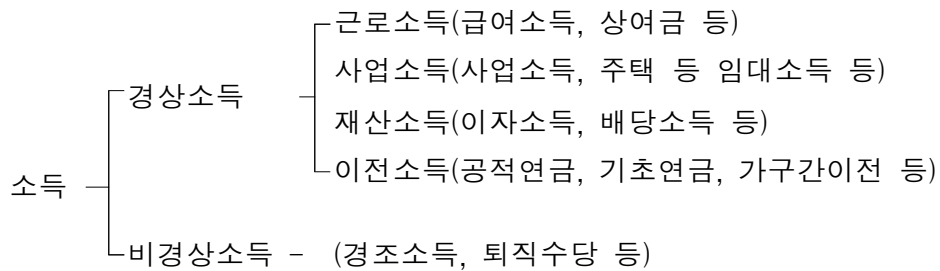 근로소득(급여소득, 상여금 등)
사업소득(사업소득, 주택 등 임대소득 등)
경상소득
재산소득(이자소득, 배당소득 등)
이전소득(공적연금, 기초연금, 가구간이전 등)
소득
비경상소득 - (경조소득, 퇴직수당 등)